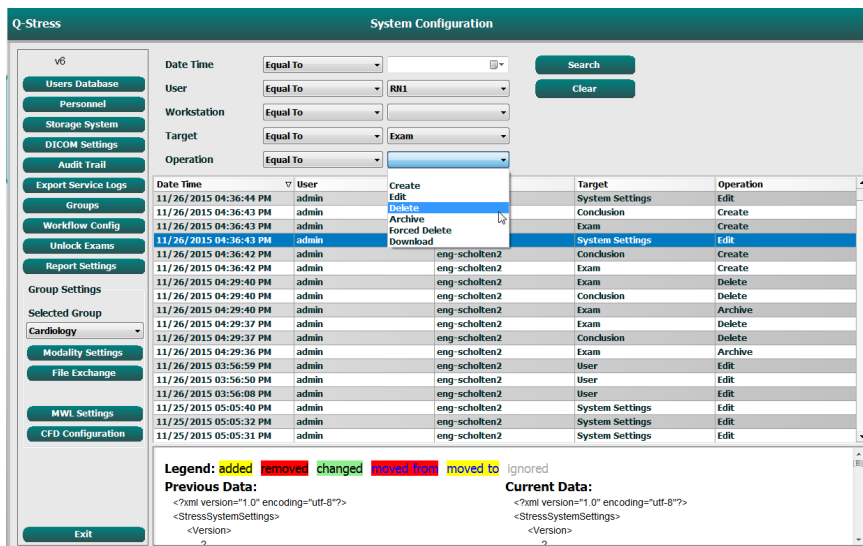 Q-Stress System Configuration
v6
Users Database
Personnel
Storage System
DICOM Settings
Audit Trail
Export Service Logs
Groups
Workflow Config
Unlock Exams
Report Settings
Group Settings
Selected Group
Cardiology
Modality Settings
File Exchange
MWL Settings
CFD Configuration
Exit
Date Time Equal To Search
User Equal To RN1 Clear
Workstation Equal To
Target Equal To Exam
Operation Equal To
Create
Edit
Delete
Archive
Forced Delete
Download
Date Time User Target Operation
11/26/2015 04:36:44 PM admin System Settings Edit
11/26/2015 04:36:43 PM admin Conclusion Create
11/26/2015 04:36:43 PM admin Exam Create
11/26/2015 04:36:43 PM admin System Settings Edit
11/26/2015 04:36:42 PM admin eng-scholten2 Conclusion Create
11/26/2015 04:36:42 PM admin eng-scholten2 Exam Create
11/26/2015 04:29:40 PM admin eng-scholten2 Exam Delete
11/26/2015 04:29:40 PM admin eng-scholten2 Conclusion Delete
11/26/2015 04:29:40 PM admin eng-scholten2 Exam Archive
11/26/2015 04:29:37 PM admin eng-scholten2 Exam Delete
11/26/2015 04:29:37 PM admin eng-scholten2 Conclusion Delete
11/26/2015 04:29:36 PM admin eng-scholten2 Exam Archive
11/26/2015 03:56:59 PM admin eng-scholten2 User Edit
11/26/2015 03:56:50 PM admin eng-scholten2 User Edit
11/26/2015 03:56:08 PM admin eng-scholten2 User Edit
11/25/2015 05:05:40 PM admin eng-scholten2 System Settings Edit
11/25/2015 05:05:32 PM admin eng-scholten2 System Settings Edit
11/25/2015 05:05:31 PM admin eng-scholten2 System Settings Edit
Legend: added removed changed moved from moved to ignored
Previous Data: Current Data:
<?xml version="1.0" encoding="utf-8"?> <?xml version="1.0" encoding="utf-8"?>
<StressSystemSettings> <StressSystemSettings>
<Version> <Version>